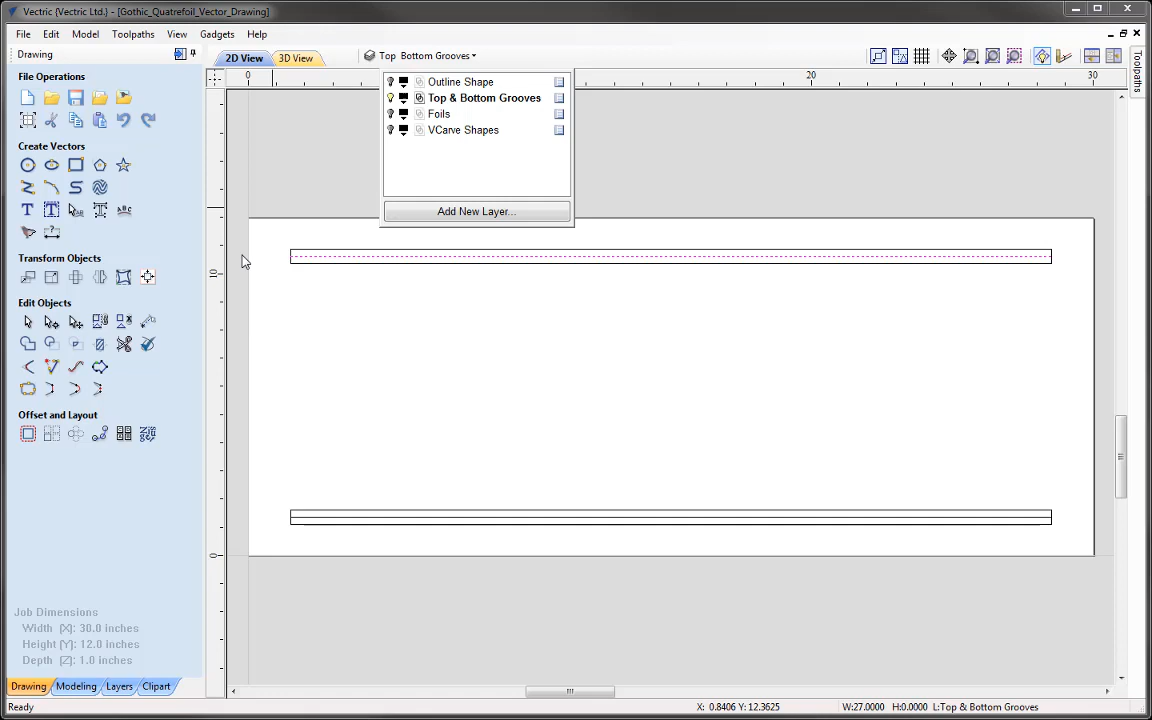 Vectric {Vectric Ltd.} - [Gothic_Quatrefoil_Vector_Drawing]
File Edit Model Toolpaths View Gadgets Help
Drawing
2D View 3D View
Top Bottom Grooves
File Operations
Create Vectors
Transform Objects
Edit Objects
Offset and Layout
Outline Shape
Top & Bottom Grooves
Foils
VCarve Shapes
Add New Layer...
0 20 30
10
0
Toolpaths
Job Dimensions
Width (X): 30.0 inches
Height (Y): 12.0 inches
Depth (Z): 1.0 inches
Drawing Modeling Layers Clipart
Ready
X: 0.8406 Y: 12.3625 W:27.0000 H:0.0000 L:Top & Bottom Grooves